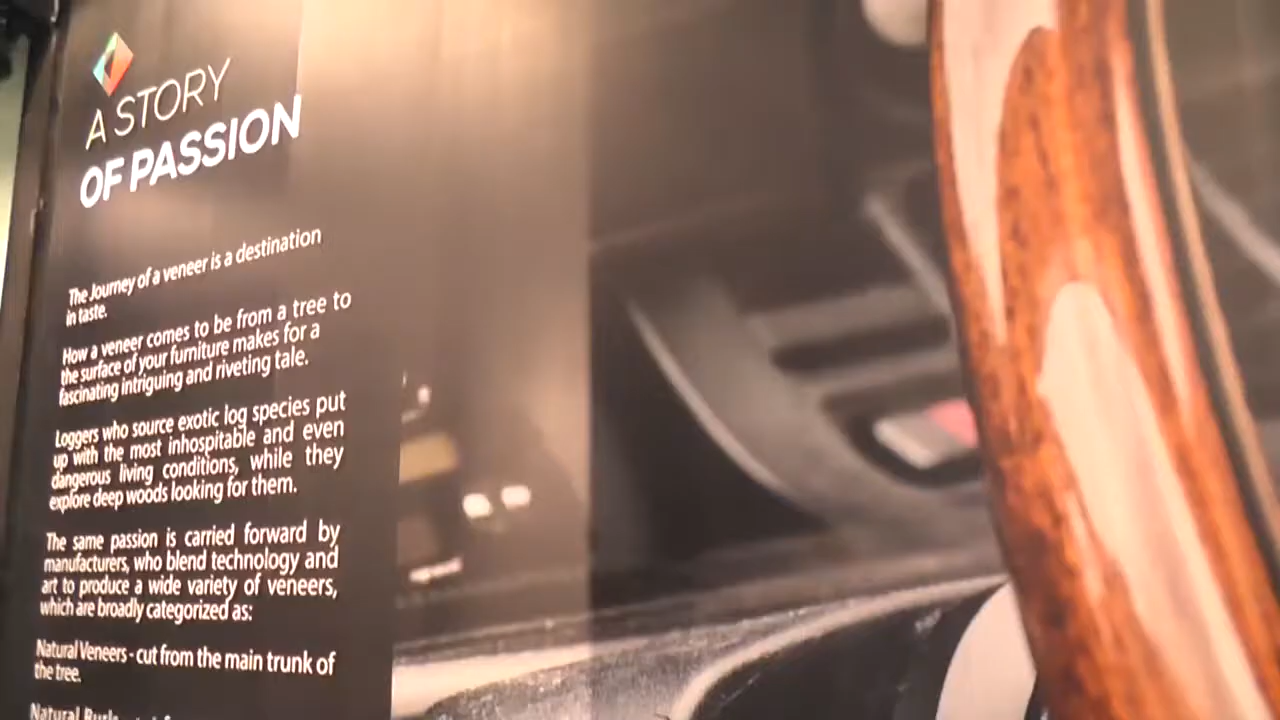 A STORY
OF PASSION
The Journey of a veneer is a destination
in taste.
How a veneer comes to be from a tree to
the surface of your furniture makes for a
fascinating intriguing and riveting tale.
Loggers who source exotic log species put
up with the most inhospitable and even
dangerous living conditions, while they
explore deep woods looking for them.
The same passion is carried forward by
manufacturers, who blend technology and
art to produce a wide variety of veneers,
which are broadly categorized as:
Natural Veneers - cut from the main trunk of
the tree.
Natural